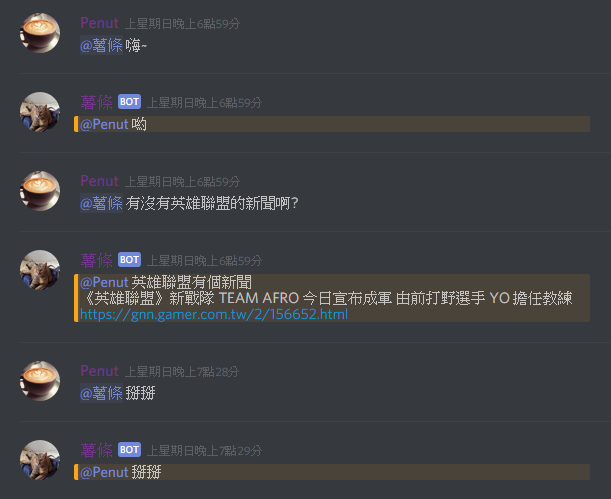 Penut 上星期日晚上6點59分
@薯條 嗨~
薯條 BOT 上星期日晚上6點59分
@Penut 喲
Penut 上星期日晚上6點59分
@薯條 有沒有英雄聯盟的新聞啊?
薯條 BOT 上星期日晚上6點59分
@Penut 英雄聯盟有個新聞
《英雄聯盟》新戰隊 TEAM AFRO 今日宣布成軍 由前打野選手 YO 擔任教練
https://gnn.gamer.com.tw/2/156652.html
Penut 上星期日晚上7點28分
@薯條 掰掰
薯條 BOT 上星期日晚上7點29分
@Penut 掰掰